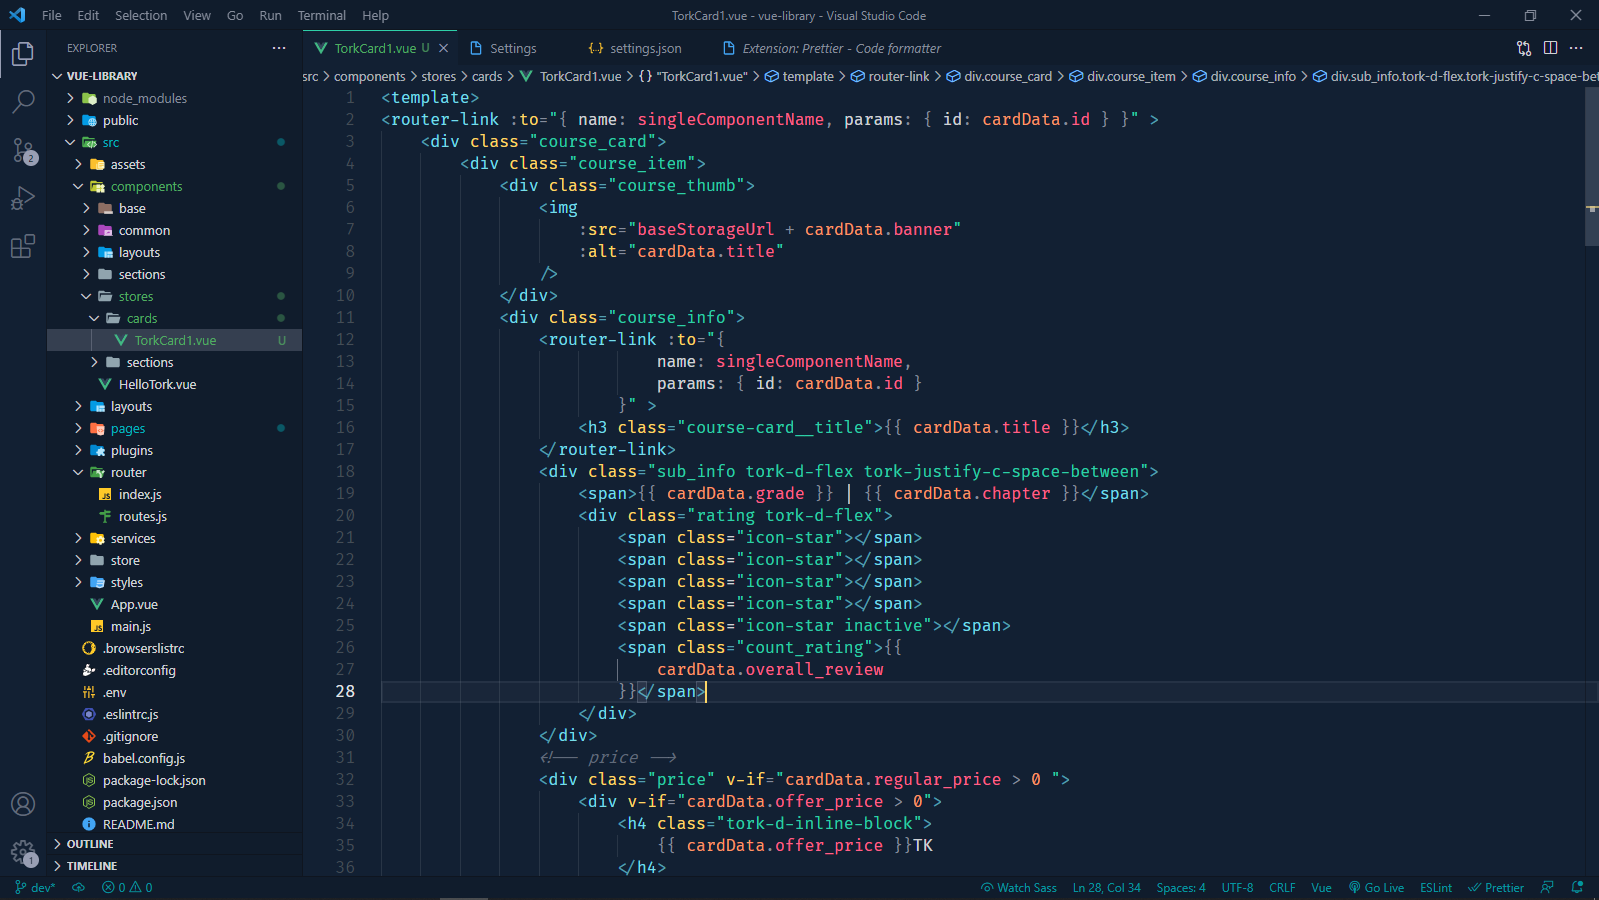 File Edit Selection View Go Run Terminal Help
TorkCard1.vue - vue-library - Visual Studio Code
EXPLORER
TorkCard1.vue U
Settings
{..} settings.json
Extension: Prettier - Code formatter
src > components > stores > cards > TorkCard1.vue > {} "TorkCard1.vue" > template > router-link > div.course_card > div.course_item > div.course_info > div.sub_info.tork-d-flex.tork-justify-c-space-bet
VUE-LIBRARY
node_modules
public
src
assets
components
base
common
layouts
sections
stores
cards
TorkCard1.vue U
sections
HelloTork.vue
layouts
pages
plugins
router
JS index.js
routes.js
services
store
styles
App.vue
JS main.js
.browserslistrc
.editorconfig
.env
.eslintrc.js
.gitignore
babel.config.js
package-lock.json
package.json
README.md
OUTLINE
TIMELINE
2
1
1 <template>
2 <router-link :to="{ name: singleComponentName, params: { id: cardData.id } }" >
3 <div class="course_card">
4 <div class="course_item">
5 <div class="course_thumb">
6 <img
7 :src="baseStorageUrl + cardData.banner"
8 :alt="cardData.title"
9 />
10 </div>
11 <div class="course_info">
12 <router-link :to="{
13 name: singleComponentName,
14 params: { id: cardData.id }
15 }" >
16 <h3 class="course-card__title">{{ cardData.title }}</h3>
17 </router-link>
18 <div class="sub_info tork-d-flex tork-justify-c-space-between">
19 <span>{{ cardData.grade }} | {{ cardData.chapter }}</span>
20 <div class="rating tork-d-flex">
21 <span class="icon-star"></span>
22 <span class="icon-star"></span>
23 <span class="icon-star"></span>
24 <span class="icon-star"></span>
25 <span class="icon-star inactive"></span>
26 <span class="count_rating">{{
27 cardData.overall_review
28 }}</span>
29 </div>
30 </div>
31 <!-- price -->
32 <div class="price" v-if="cardData.regular_price > 0 ">
33 <div v-if="cardData.offer_price > 0">
34 <h4 class="tork-d-inline-block">
35 {{ cardData.offer_price }}TK
36 </h4>
dev* 0 0 Watch Sass Ln 28, Col 34 Spaces: 4 UTF-8 CRLF Vue Go Live ESLint Prettier